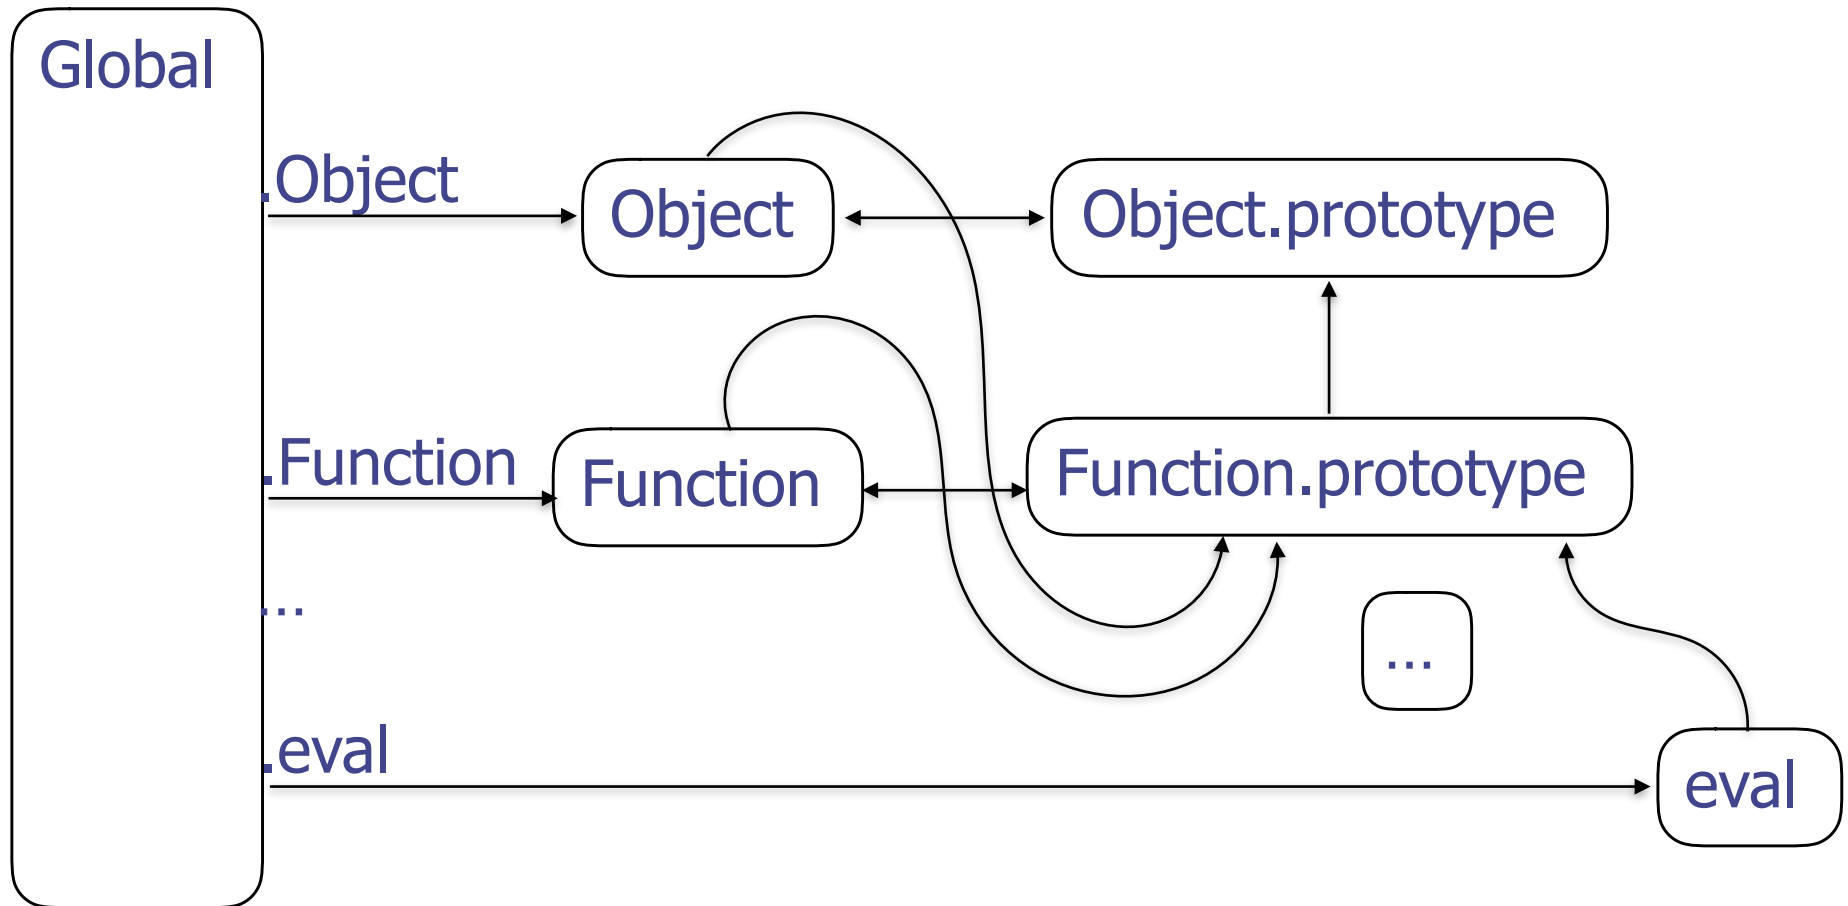 Global
.Object
Object
Object.prototype
.Function
Function
Function.prototype
...
...
.eval
eval